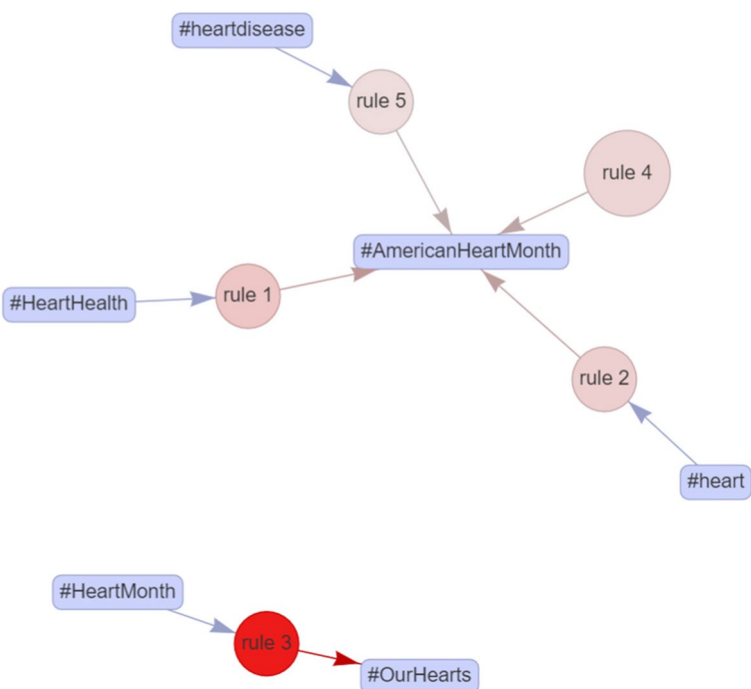 #heartdisease
rule 5
rule 4
#AmericanHeartMonth
rule 1
#HeartHealth
rule 2
#heart
#HeartMonth
rule 3
#OurHearts